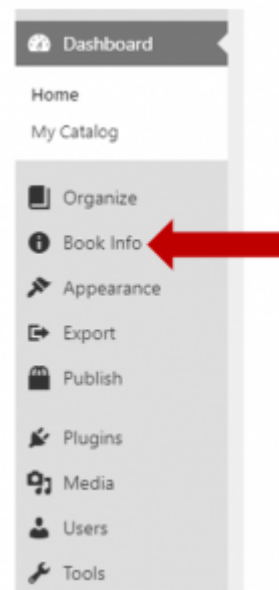 Dashboard
Home
My Catalog
Organize
Book Info
Appearance
Export
Publish
Plugins
Media
Users
Tools